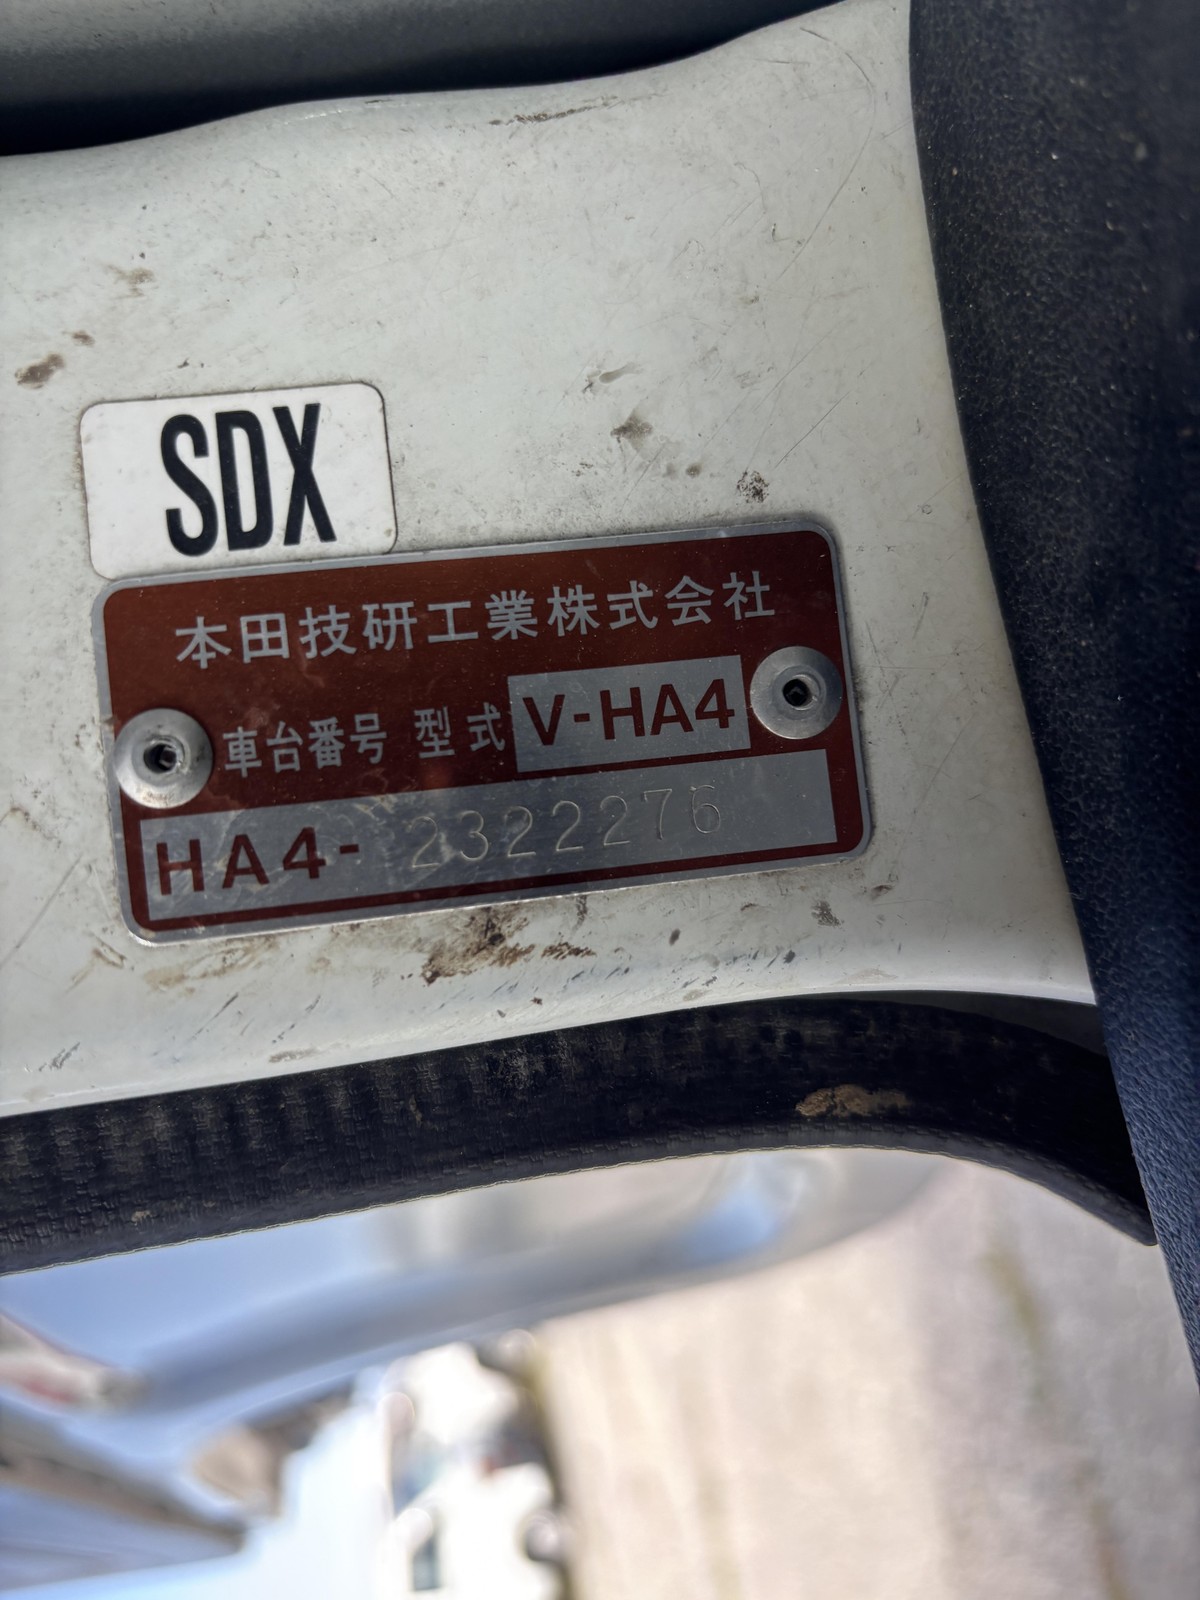 SDX
本田技研工業株式会社
車台番号 型式 V-HA4
HA4- 2322276